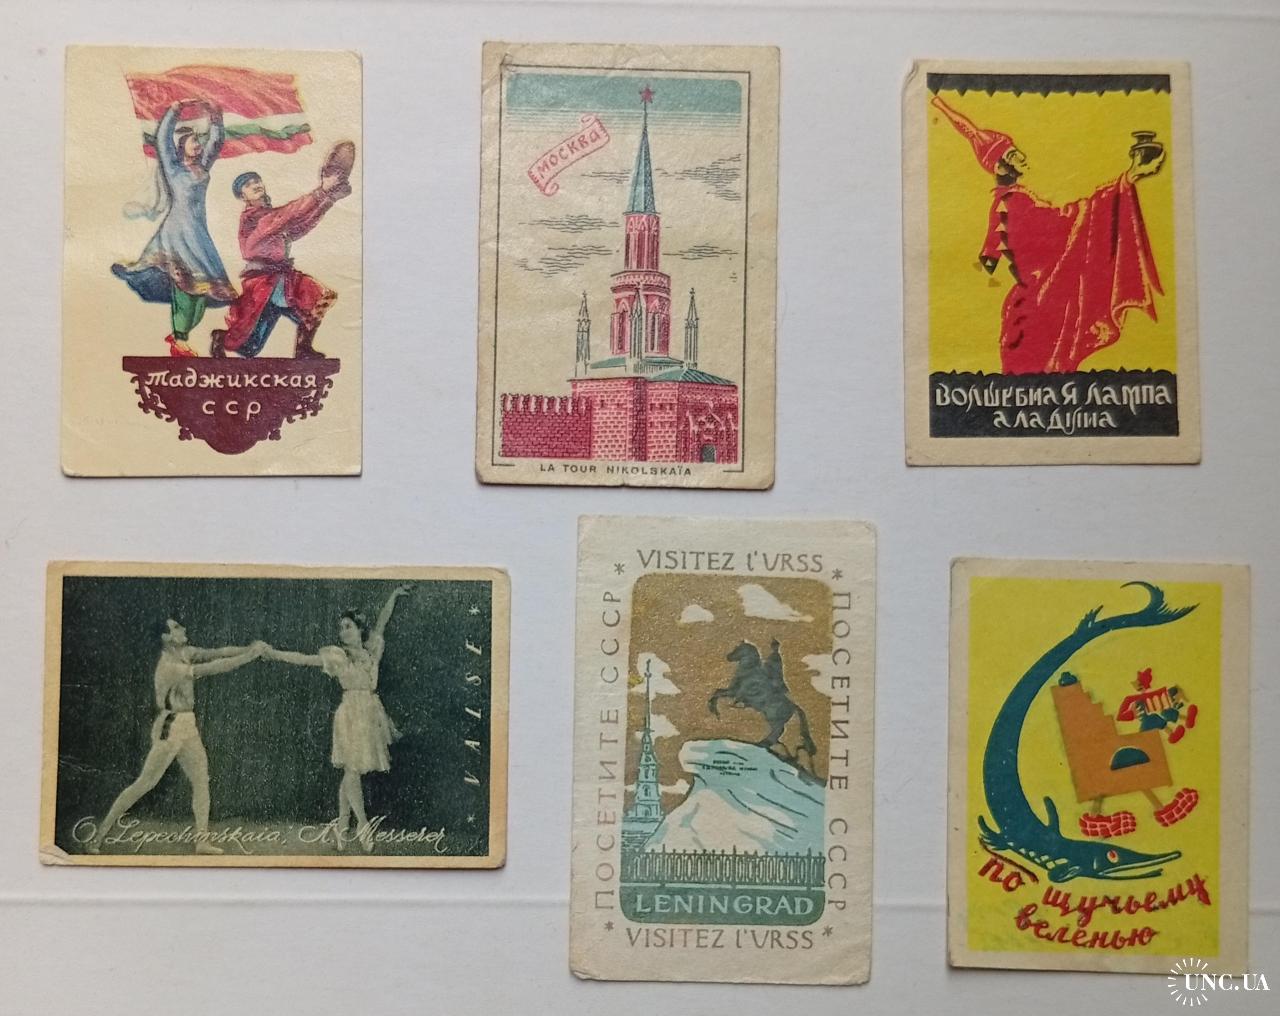 Таджикская
ССР
МОСКВА
LA TOUR NIKOLSKAÏA
ВОЛШЕБНАЯ ЛАМПА
АЛАДИНА
* VALSE *
O. Lepechinskaia, A. Messerer
* VISITEZ L'URSS *
ПОСЕТИТЕ СССР
ПОСЕТИТЕ СССР
LENINGRAD
* VISITEZ L'URSS *
по щучьему
веленью
UNC.UA